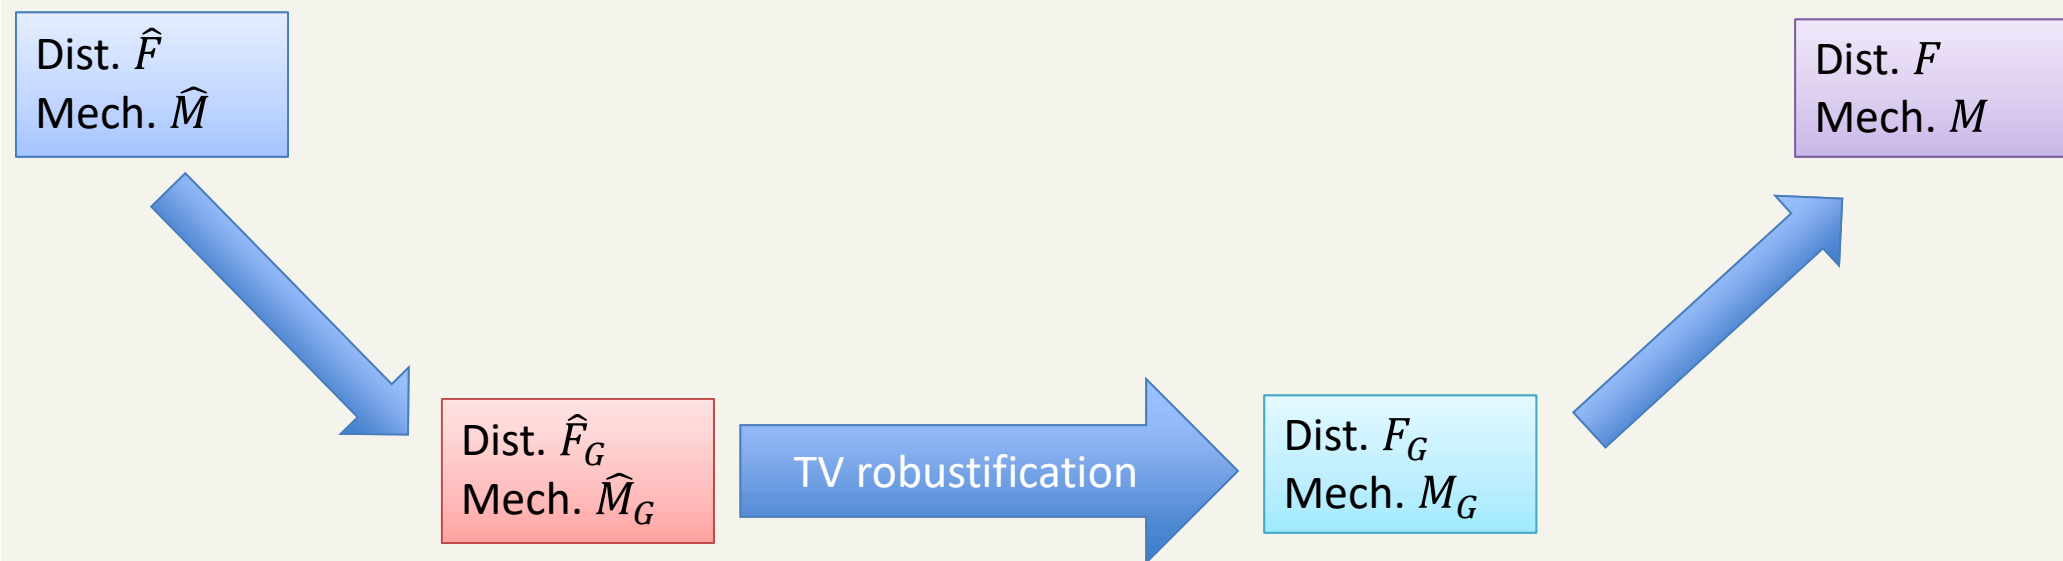 Dist. F̂
Mech. M̂
Dist. F
Mech. M
Dist. F̂_G
Mech. M̂_G
TV robustification
Dist. F_G
Mech. M_G